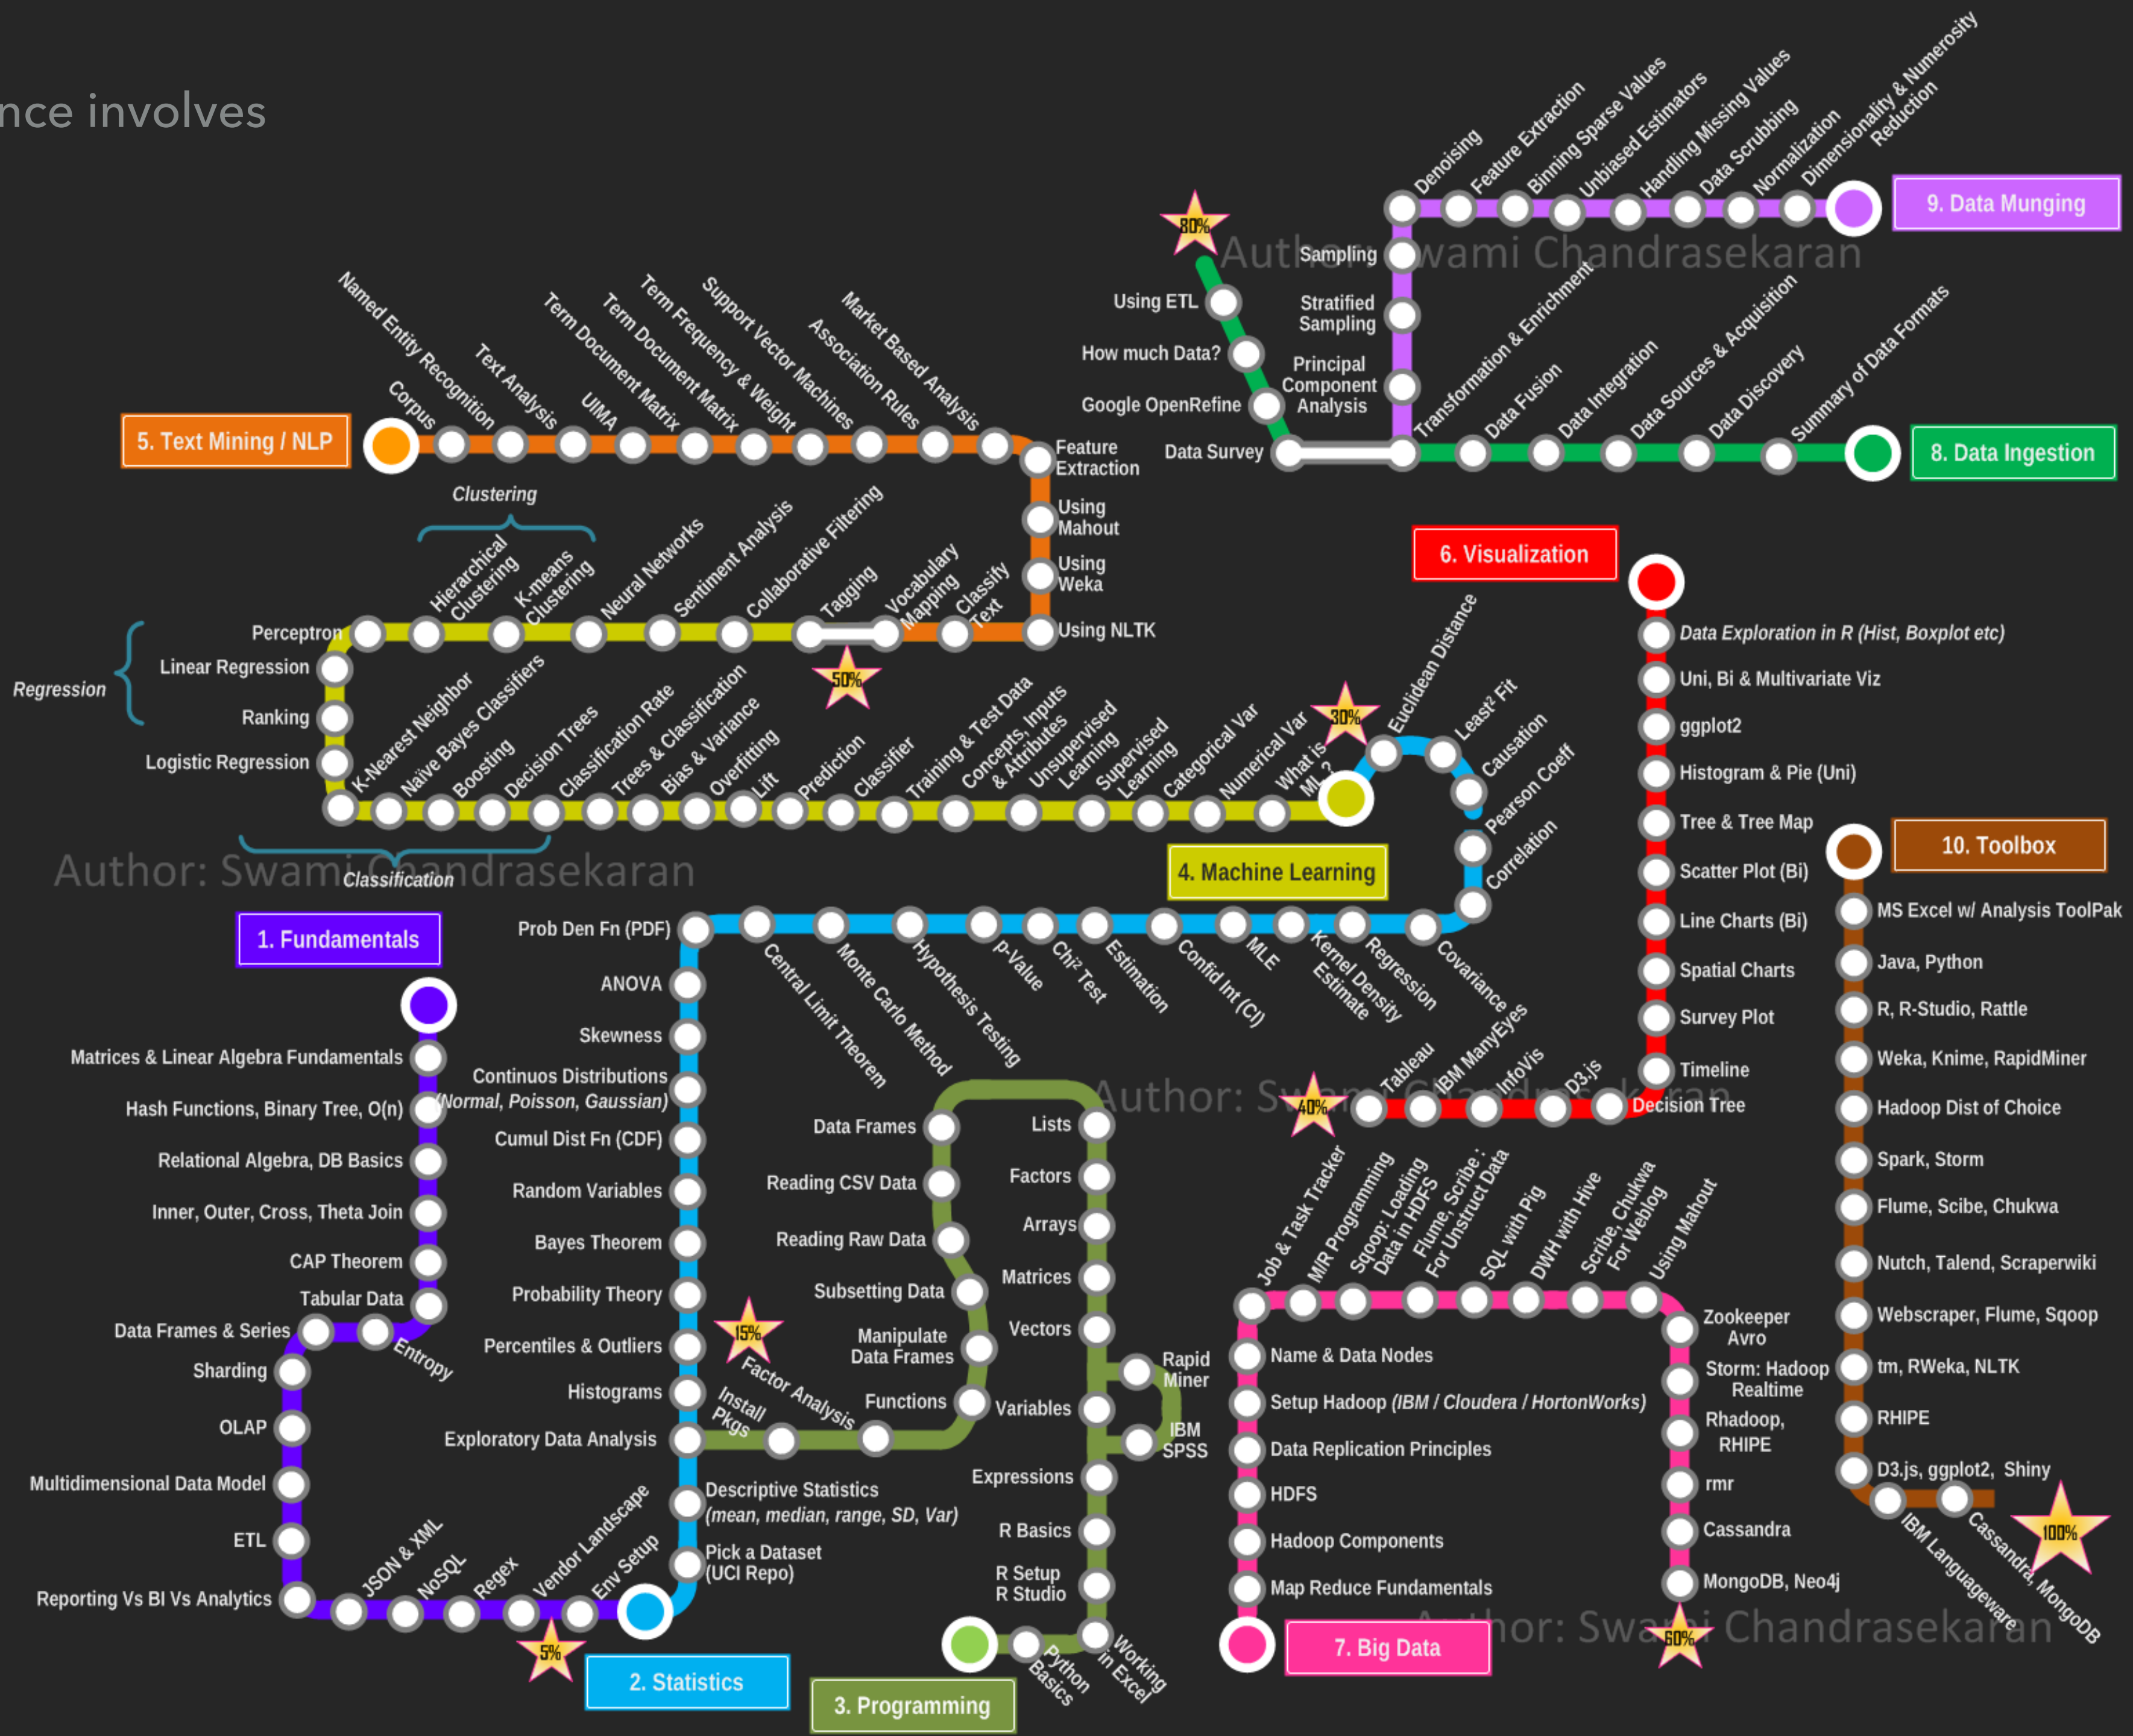 nce involves
Author: Swami Chandrasekaran
9. Data Munging
Dimensionality & Numerosity
Reduction
Normalization
Data Scrubbing
Handling Missing Values
Unbiased Estimators
Binning Sparse Values
Feature Extraction
Denoising
Sampling
Stratified
Sampling
Principal
Component
Analysis
80%
Using ETL
How much Data?
Google OpenRefine
Data Survey
Transformation & Enrichment
Data Fusion
Data Integration
Data Sources & Acquisition
Data Discovery
Summary of Data Formats
8. Data Ingestion
5. Text Mining / NLP
Corpus
Named Entity Recognition
Text Analysis
UIMA
Term Document Matrix
Term Document Matrix
Term Frequency & Weight
Support Vector Machines
Association Rules
Market Based Analysis
Feature
Extraction
Using
Mahout
Using
Weka
Using NLTK
Classify
Text
Vocabulary
Mapping
50%
Tagging
Collaborative Filtering
Sentiment Analysis
Neural Networks
Clustering
K-means
Clustering
Hierarchical
Clustering
Regression
Perceptron
Linear Regression
Ranking
Logistic Regression
K-Nearest Neighbor
Naïve Bayes Classifiers
Boosting
Decision Trees
Classification Rate
Trees & Classification
Bias & Variance
Overfitting
Lift
Prediction
Classifier
Training & Test Data
Concepts, Inputs
& Attributes
Unsupervised
Learning
Supervised
Learning
Categorical Var
Numerical Var
What is
ML?
Classification
Author: Swami Chandrasekaran
4. Machine Learning
30%
Euclidean Distance
Least² Fit
Causation
Pearson Coeff
Correlation
Covariance
Regression
Kernel Density
Estimate
MLE
Confid Int (CI)
Estimation
Chi² Test
p-Value
Hypothesis Testing
Monte Carlo Method
Central Limit Theorem
Prob Den Fn (PDF)
ANOVA
Skewness
Continuos Distributions
(Normal, Poisson, Gaussian)
Cumul Dist Fn (CDF)
Random Variables
Bayes Theorem
Probability Theory
Percentiles & Outliers
Histograms
Exploratory Data Analysis
Descriptive Statistics
(mean, median, range, SD, Var)
Pick a Dataset
(UCI Repo)
2. Statistics
1. Fundamentals
Matrices & Linear Algebra Fundamentals
Hash Functions, Binary Tree, O(n)
Relational Algebra, DB Basics
Inner, Outer, Cross, Theta Join
CAP Theorem
Tabular Data
Entropy
Data Frames & Series
Sharding
OLAP
Multidimensional Data Model
ETL
Reporting Vs BI Vs Analytics
JSON & XML
NoSQL
Regex
Vendor Landscape
Env Setup
5%
15%
Install
Pkgs
Factor Analysis
Functions
Manipulate
Data Frames
Subsetting Data
Reading Raw Data
Reading CSV Data
Data Frames
Lists
Factors
Arrays
Matrices
Vectors
Rapid
Miner
Variables
IBM
SPSS
Expressions
R Basics
R Setup
R Studio
Working
in Excel
Python
Basics
3. Programming
6. Visualization
Data Exploration in R (Hist, Boxplot etc)
Uni, Bi & Multivariate Viz
ggplot2
Histogram & Pie (Uni)
Tree & Tree Map
Scatter Plot (Bi)
Line Charts (Bi)
Spatial Charts
Survey Plot
Timeline
Decision Tree
D3.js
InfoVis
IBM ManyEyes
Tableau
40%
Author: Swami Chandrasekaran
Job & Task Tracker
M/R Programming
Sqoop: Loading
Data in HDFS
Flume, Scribe :
For Unstruct Data
SQL with Pig
DWH with Hive
Scribe, Chukwa
For Weblog
Using Mahout
Zookeeper
Avro
Storm: Hadoop
Realtime
Rhadoop,
RHIPE
rmr
Cassandra
MongoDB, Neo4j
60%
Name & Data Nodes
Setup Hadoop (IBM / Cloudera / HortonWorks)
Data Replication Principles
HDFS
Hadoop Components
Map Reduce Fundamentals
7. Big Data
Author: Swami Chandrasekaran
10. Toolbox
MS Excel w/ Analysis ToolPak
Java, Python
R, R-Studio, Rattle
Weka, Knime, RapidMiner
Hadoop Dist of Choice
Spark, Storm
Flume, Scibe, Chukwa
Nutch, Talend, Scraperwiki
Webscraper, Flume, Sqoop
tm, RWeka, NLTK
RHIPE
D3.js, ggplot2, Shiny
IBM Languageware
Cassandra, MongoDB
100%